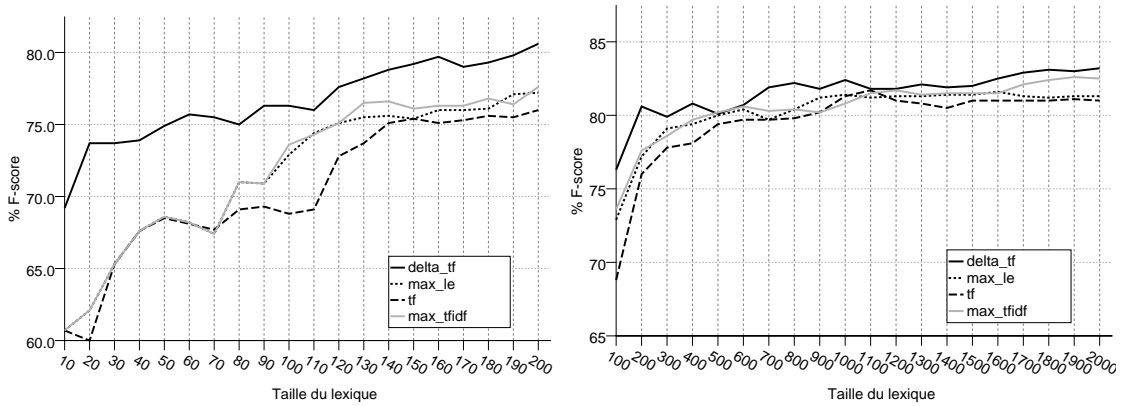 80.0
75.0
70.0
65.0
60.0
% F-score
10 20 30 40 50 60 70 80 90 100 110 120 130 140 150 160 170 180 190 200
Taille du lexique
delta_tf
max_le
tf
max_tfidf
85
80
75
70
65
% F-score
100 200 300 400 500 600 700 800 900 1000 1100 1200 1300 1400 1500 1600 1700 1800 1900 2000
Taille du lexique
delta_tf
max_le
tf
max_tfidf